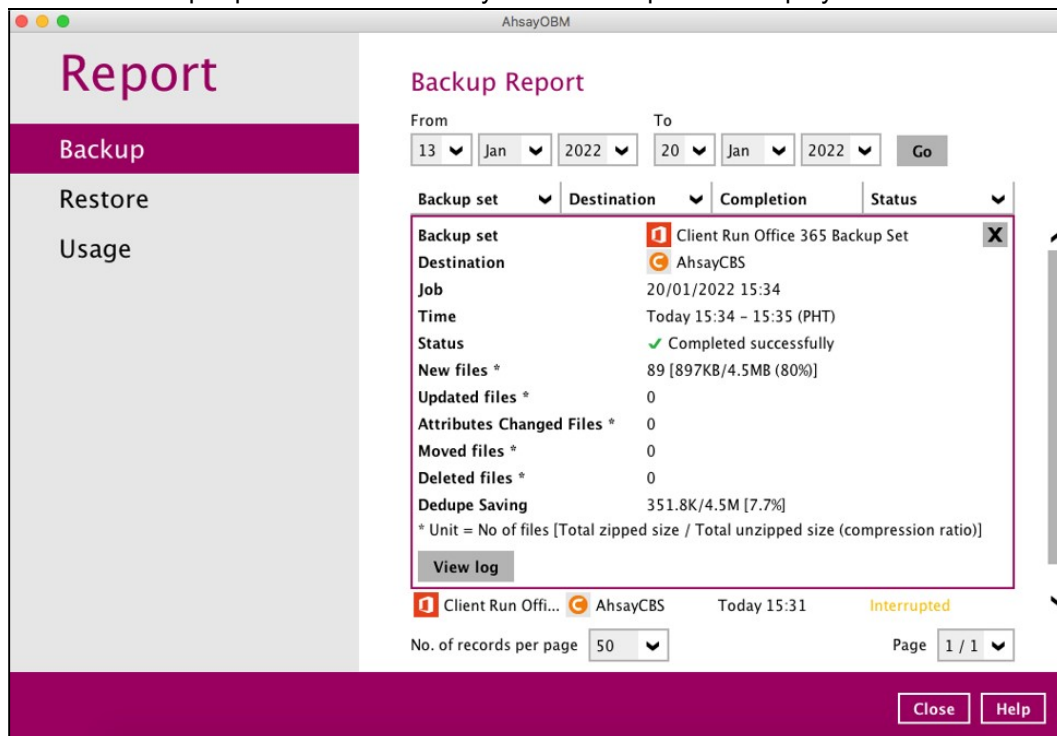 AhsayOBM
Report
Backup
Restore
Usage
Backup Report
From To
13 Jan 2022 20 Jan 2022 Go
Backup set Destination Completion Status
Backup set Client Run Office 365 Backup Set X
Destination AhsayCBS
Job 20/01/2022 15:34
Time Today 15:34 – 15:35 (PHT)
Status Completed successfully
New files * 89 [897KB/4.5MB (80%)]
Updated files * 0
Attributes Changed Files * 0
Moved files * 0
Deleted files * 0
Dedupe Saving 351.8K/4.5M [7.7%]
* Unit = No of files [Total zipped size / Total unzipped size (compression ratio)]
View log
Client Run Offi... AhsayCBS Today 15:31 Interrupted
No. of records per page 50 Page 1 / 1
Close Help